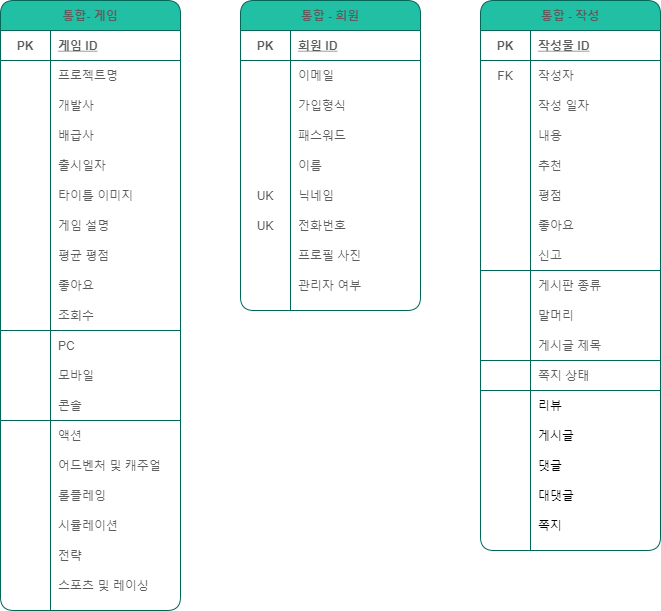 통합- 게임
PK 게임 ID
프로젝트명
개발사
배급사
출시일자
타이틀 이미지
게임 설명
평균 평점
좋아요
조회수
PC
모바일
콘솔
액션
어드벤처 및 캐주얼
롤플레잉
시뮬레이션
전략
스포츠 및 레이싱
통합 - 회원
PK 회원 ID
이메일
가입형식
패스워드
이름
UK 닉네임
UK 전화번호
프로필 사진
관리자 여부
통합 - 작성
PK 작성물 ID
FK 작성자
작성 일자
내용
추천
평점
좋아요
신고
게시판 종류
말머리
게시글 제목
쪽지 상태
리뷰
게시글
댓글
대댓글
쪽지